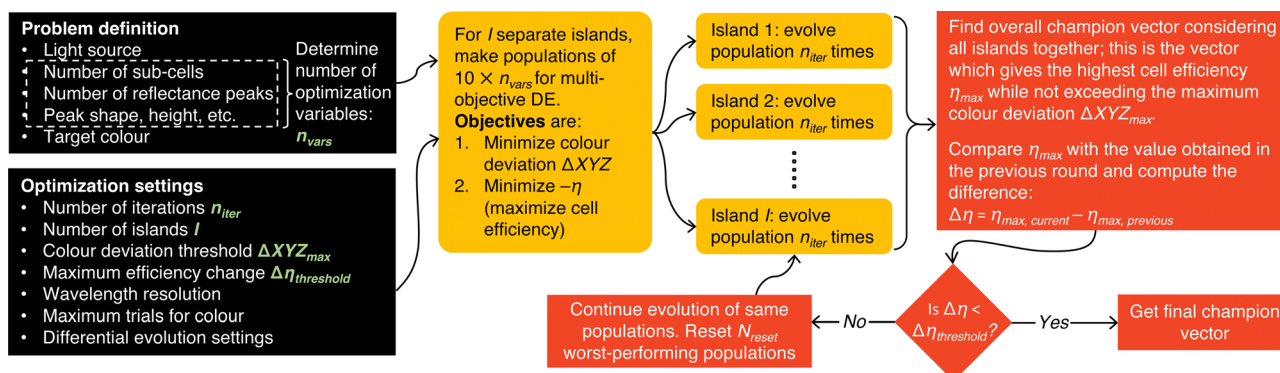 Problem definition
• Light source
• Number of sub-cells
• Number of reflectance peaks
• Peak shape, height, etc.
• Target colour
Determine
number of
optimization
variables:
n_vars
Optimization settings
• Number of iterations n_iter
• Number of islands I
• Colour deviation threshold ΔXYZ_max
• Maximum efficiency change Δη_threshold
• Wavelength resolution
• Maximum trials for colour
• Differential evolution settings
For I separate islands,
make populations of
10 × n_vars for multi-
objective DE.
Objectives are:
1. Minimize colour
deviation ΔXYZ
2. Minimize –η
(maximize cell
efficiency)
Island 1: evolve
population n_iter times
Island 2: evolve
population n_iter times
Island I: evolve
population n_iter times
Find overall champion vector considering
all islands together; this is the vector
which gives the highest cell efficiency
η_max while not exceeding the maximum
colour deviation ΔXYZ_max.
Compare η_max with the value obtained in
the previous round and compute the
difference:
Δη = η_max, current – η_max, previous
Is Δη <
Δη_threshold?
No
Continue evolution of same
populations. Reset N_reset
worst-performing populations
Yes
Get final champion
vector